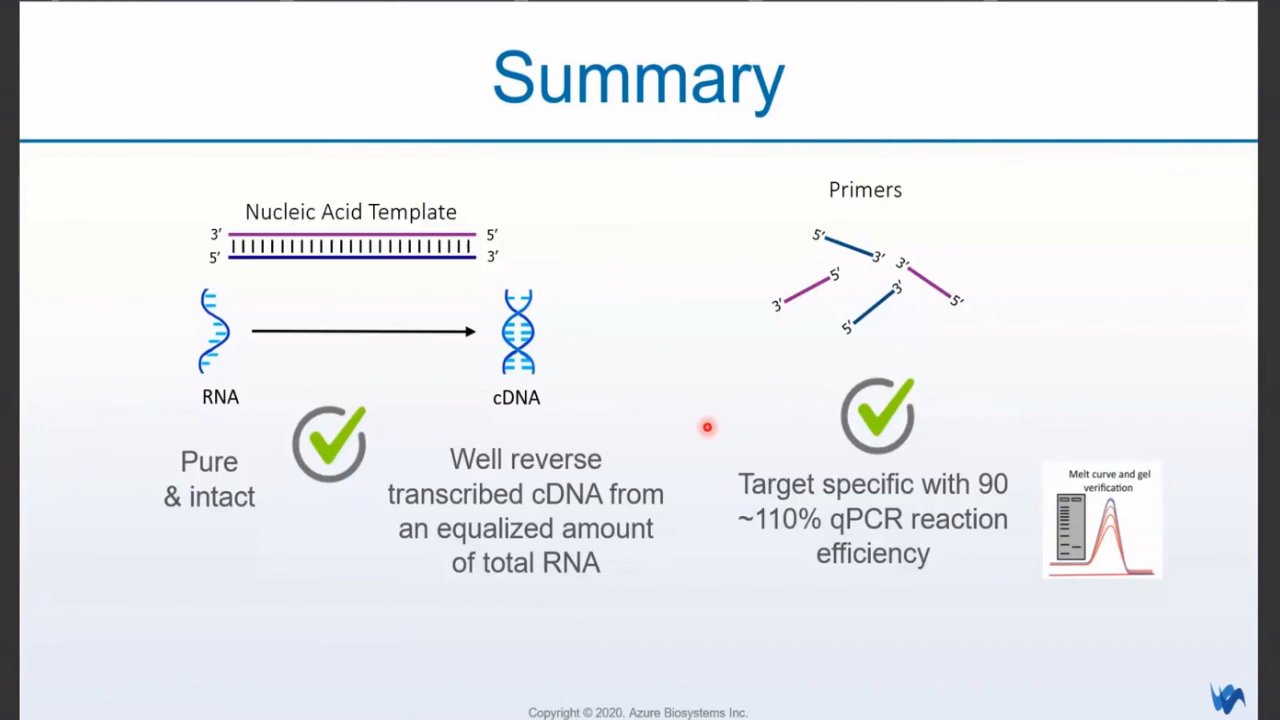 Summary
Nucleic Acid Template
3’ 5’
5’ 3’
RNA
cDNA
Pure
& intact
Well reverse
transcribed cDNA from
an equalized amount
of total RNA
Primers
5’ 3’ 3’ 5’
3’ 5’ 5’ 3’
Target specific with 90
~110% qPCR reaction
efficiency
Melt curve and gel
verification
Copyright © 2020. Azure Biosystems Inc.